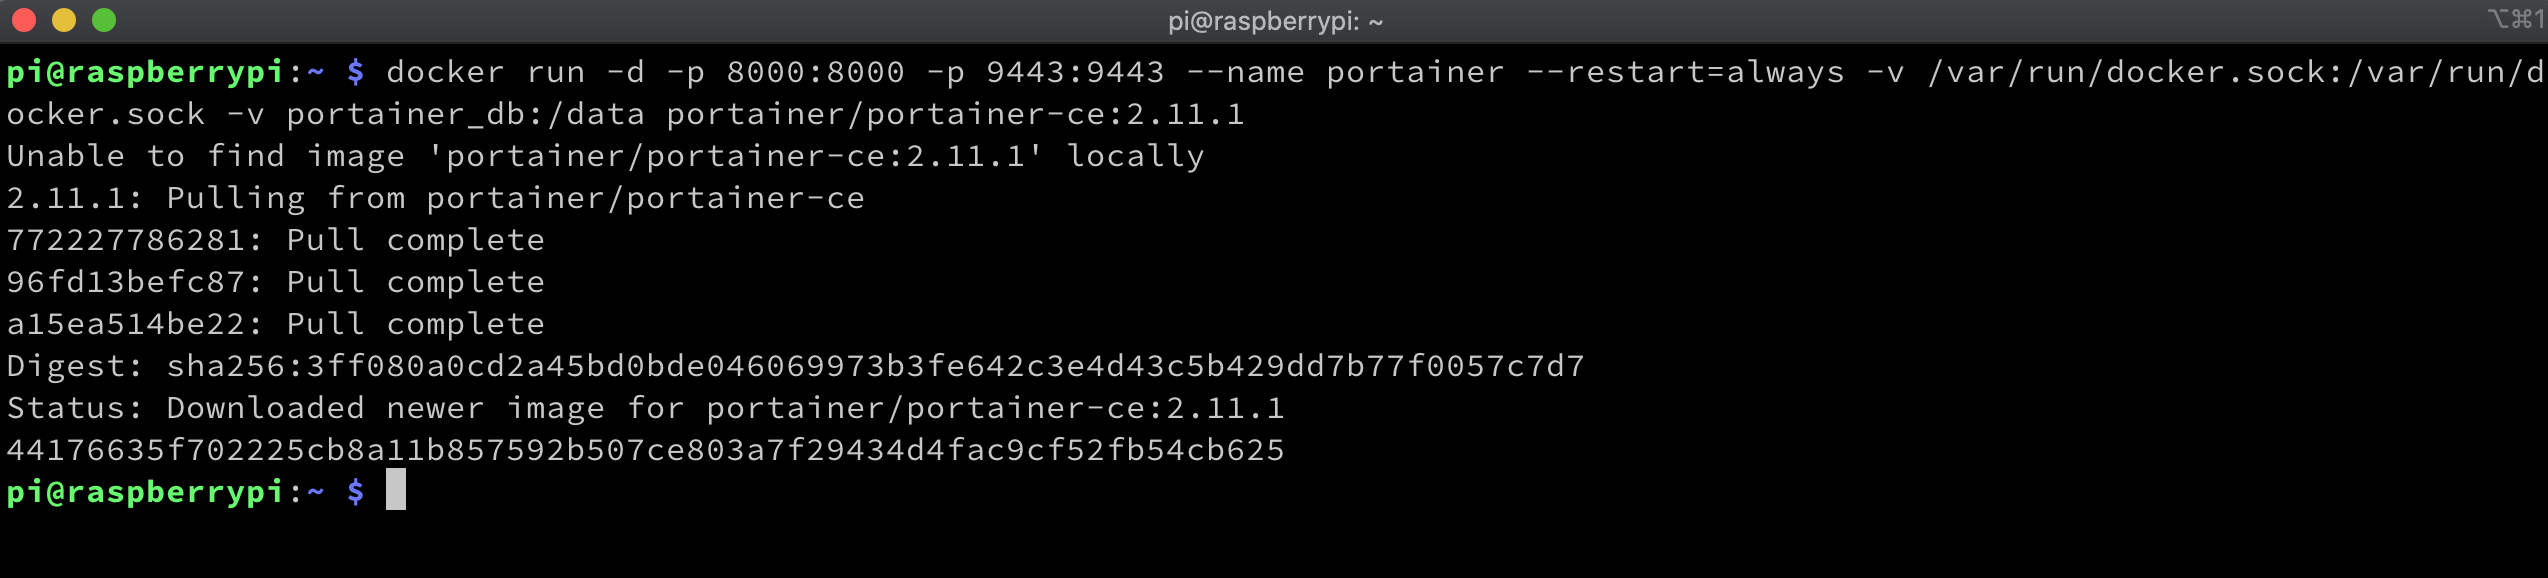 pi@raspberrypi: ~
⌥⌘1
pi@raspberrypi:~ $ docker run -d -p 8000:8000 -p 9443:9443 --name portainer --restart=always -v /var/run/docker.sock:/var/run/d
ocker.sock -v portainer_db:/data portainer/portainer-ce:2.11.1
Unable to find image 'portainer/portainer-ce:2.11.1' locally
2.11.1: Pulling from portainer/portainer-ce
772227786281: Pull complete
96fd13befc87: Pull complete
a15ea514be22: Pull complete
Digest: sha256:3ff080a0cd2a45bd0bde046069973b3fe642c3e4d43c5b429dd7b77f0057c7d7
Status: Downloaded newer image for portainer/portainer-ce:2.11.1
44176635f702225cb8a11b857592b507ce803a7f29434d4fac9cf52fb54cb625
pi@raspberrypi:~ $